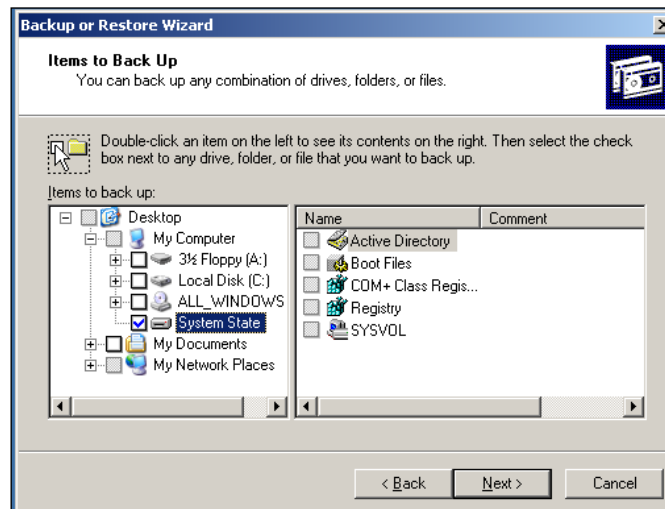 Backup or Restore Wizard
Items to Back Up
You can back up any combination of drives, folders, or files.
Double-click an item on the left to see its contents on the right. Then select the check
box next to any drive, folder, or file that you want to back up.
Items to back up:
Desktop
My Computer
3½ Floppy (A:)
Local Disk (C:)
ALL_WINDOWS
System State
My Documents
My Network Places
Name Comment
Active Directory
Boot Files
COM+ Class Regis...
Registry
SYSVOL
< Back Next > Cancel